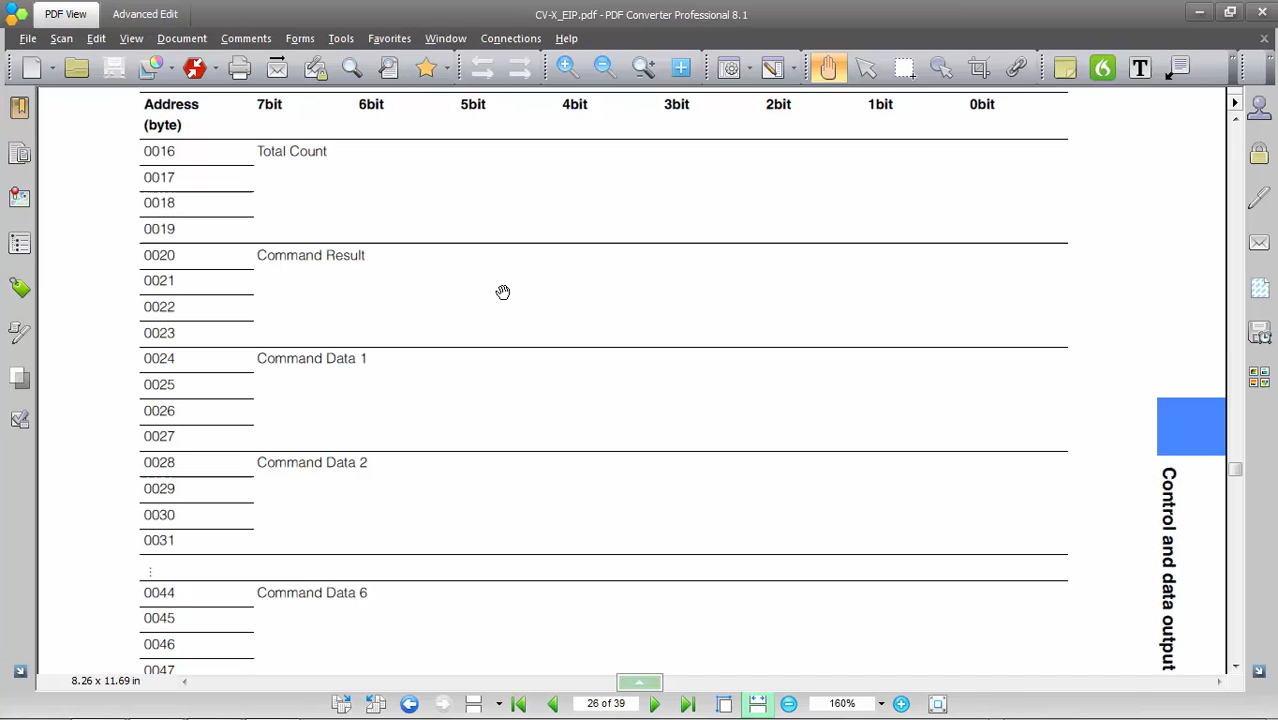 PDF View
Advanced Edit
CV-X_EIP.pdf - PDF Converter Professional 8.1
File Scan Edit View Document Comments Forms Tools Favorites Window Connections Help
Address 7bit 6bit 5bit 4bit 3bit 2bit 1bit 0bit
(byte)
0016 Total Count
0017
0018
0019
0020 Command Result
0021
0022
0023
0024 Command Data 1
0025
0026
0027
0028 Command Data 2
0029
0030
0031
⋮
0044 Command Data 6
0045
0046
0047
Control and data output
8.26 x 11.69 in
26 of 39
160%